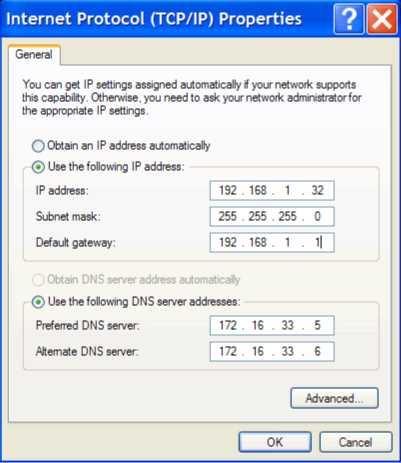 Internet Protocol (TCP/IP) Properties
General
You can get IP settings assigned automatically if your network supports
this capability. Otherwise, you need to ask your network administrator for
the appropriate IP settings.
Obtain an IP address automatically
Use the following IP address:
IP address: 192 . 168 . 1 . 32
Subnet mask: 255 . 255 . 255 . 0
Default gateway: 192 . 168 . 1 . 1
Obtain DNS server address automatically
Use the following DNS server addresses:
Preferred DNS server: 172 . 16 . 33 . 5
Alternate DNS server: 172 . 16 . 33 . 6
Advanced...
OK Cancel